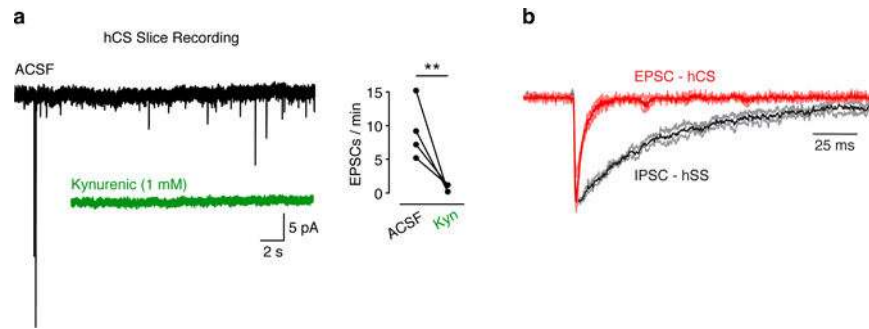 a
hCS Slice Recording
ACSF
Kynurenic (1 mM)
5 pA
2 s
**
15
10
5
0
EPSCs / min
ACSF
Kyn
b
EPSC - hCS
25 ms
IPSC - hSS